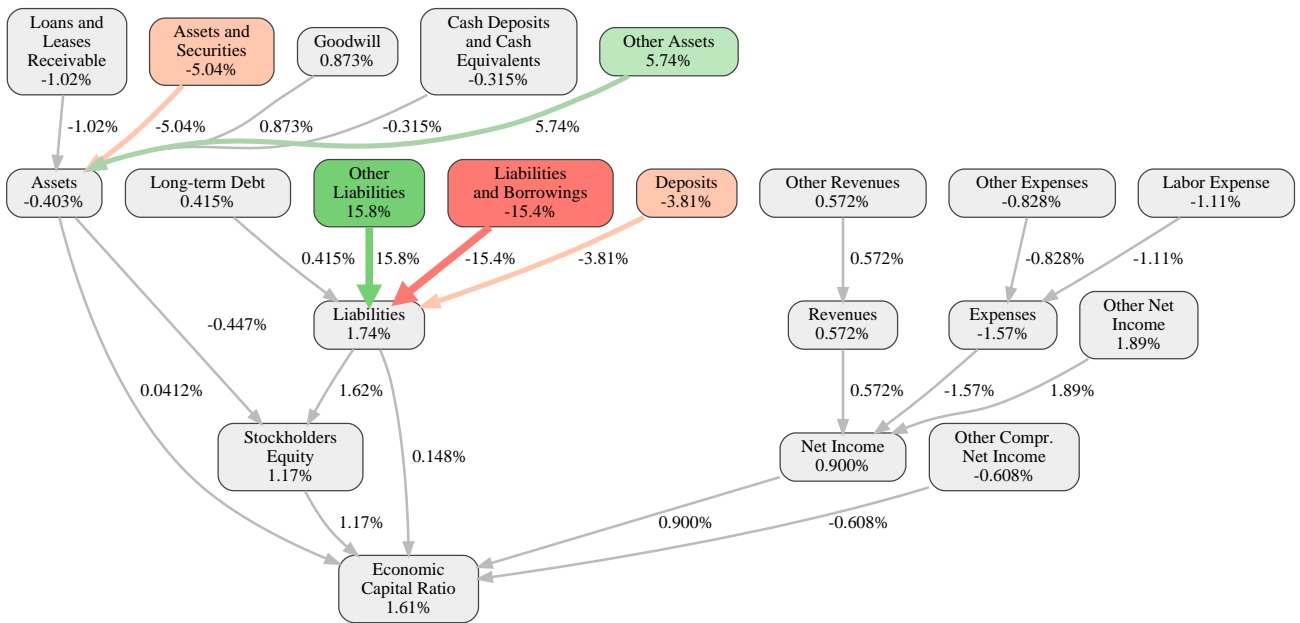 Loans and
Leases
Receivable
-1.02%
Assets and
Securities
-5.04%
Goodwill
0.873%
Cash Deposits
and Cash
Equivalents
-0.315%
Other Assets
5.74%
-1.02%
-5.04%
0.873%
-0.315%
5.74%
Assets
-0.403%
Long-term Debt
0.415%
Other
Liabilities
15.8%
Liabilities
and Borrowings
-15.4%
Deposits
-3.81%
Other Revenues
0.572%
Other Expenses
-0.828%
Labor Expense
-1.11%
0.415%
15.8%
-15.4%
-3.81%
0.572%
-0.828%
-1.11%
-0.447%
Liabilities
1.74%
Revenues
0.572%
Expenses
-1.57%
Other Net
Income
1.89%
0.0412%
1.62%
0.572%
-1.57%
1.89%
Stockholders
Equity
1.17%
0.148%
Net Income
0.900%
Other Compr.
Net Income
-0.608%
1.17%
0.900%
-0.608%
Economic
Capital Ratio
1.61%